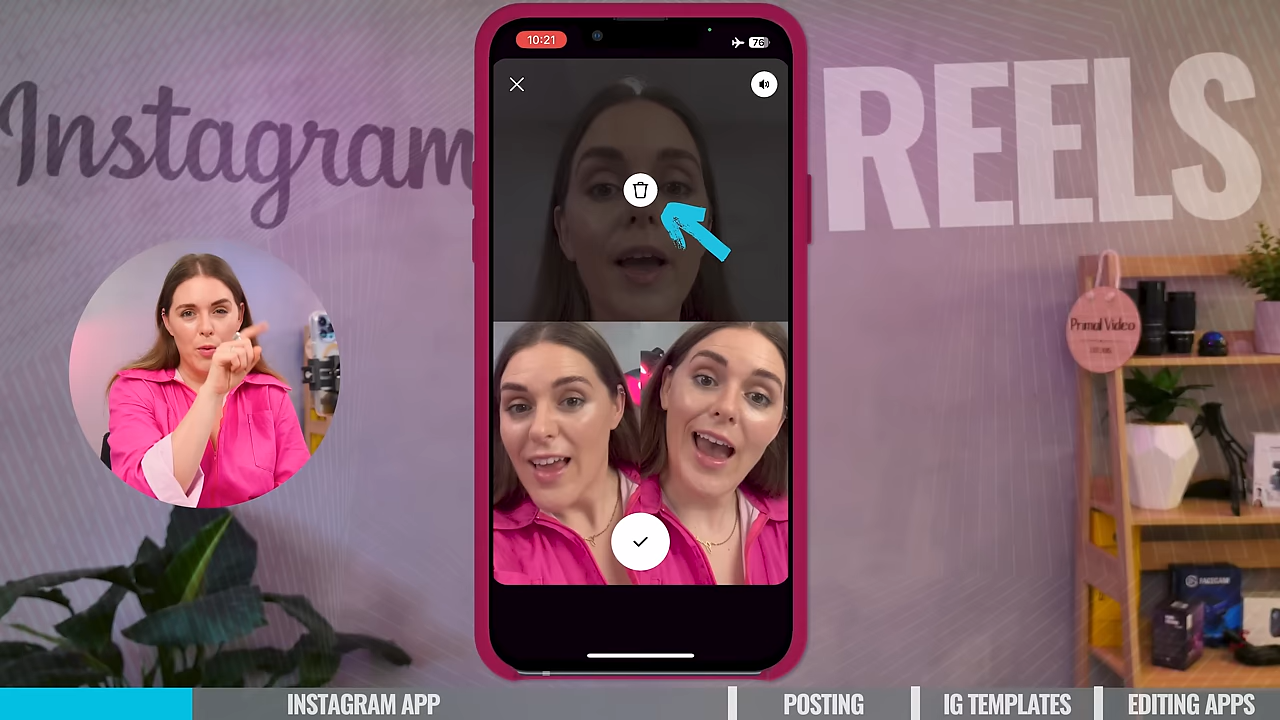 10:21
76
Instagram
REELS
Primal Video
INSTAGRAM APP
POSTING
IG TEMPLATES
EDITING APPS